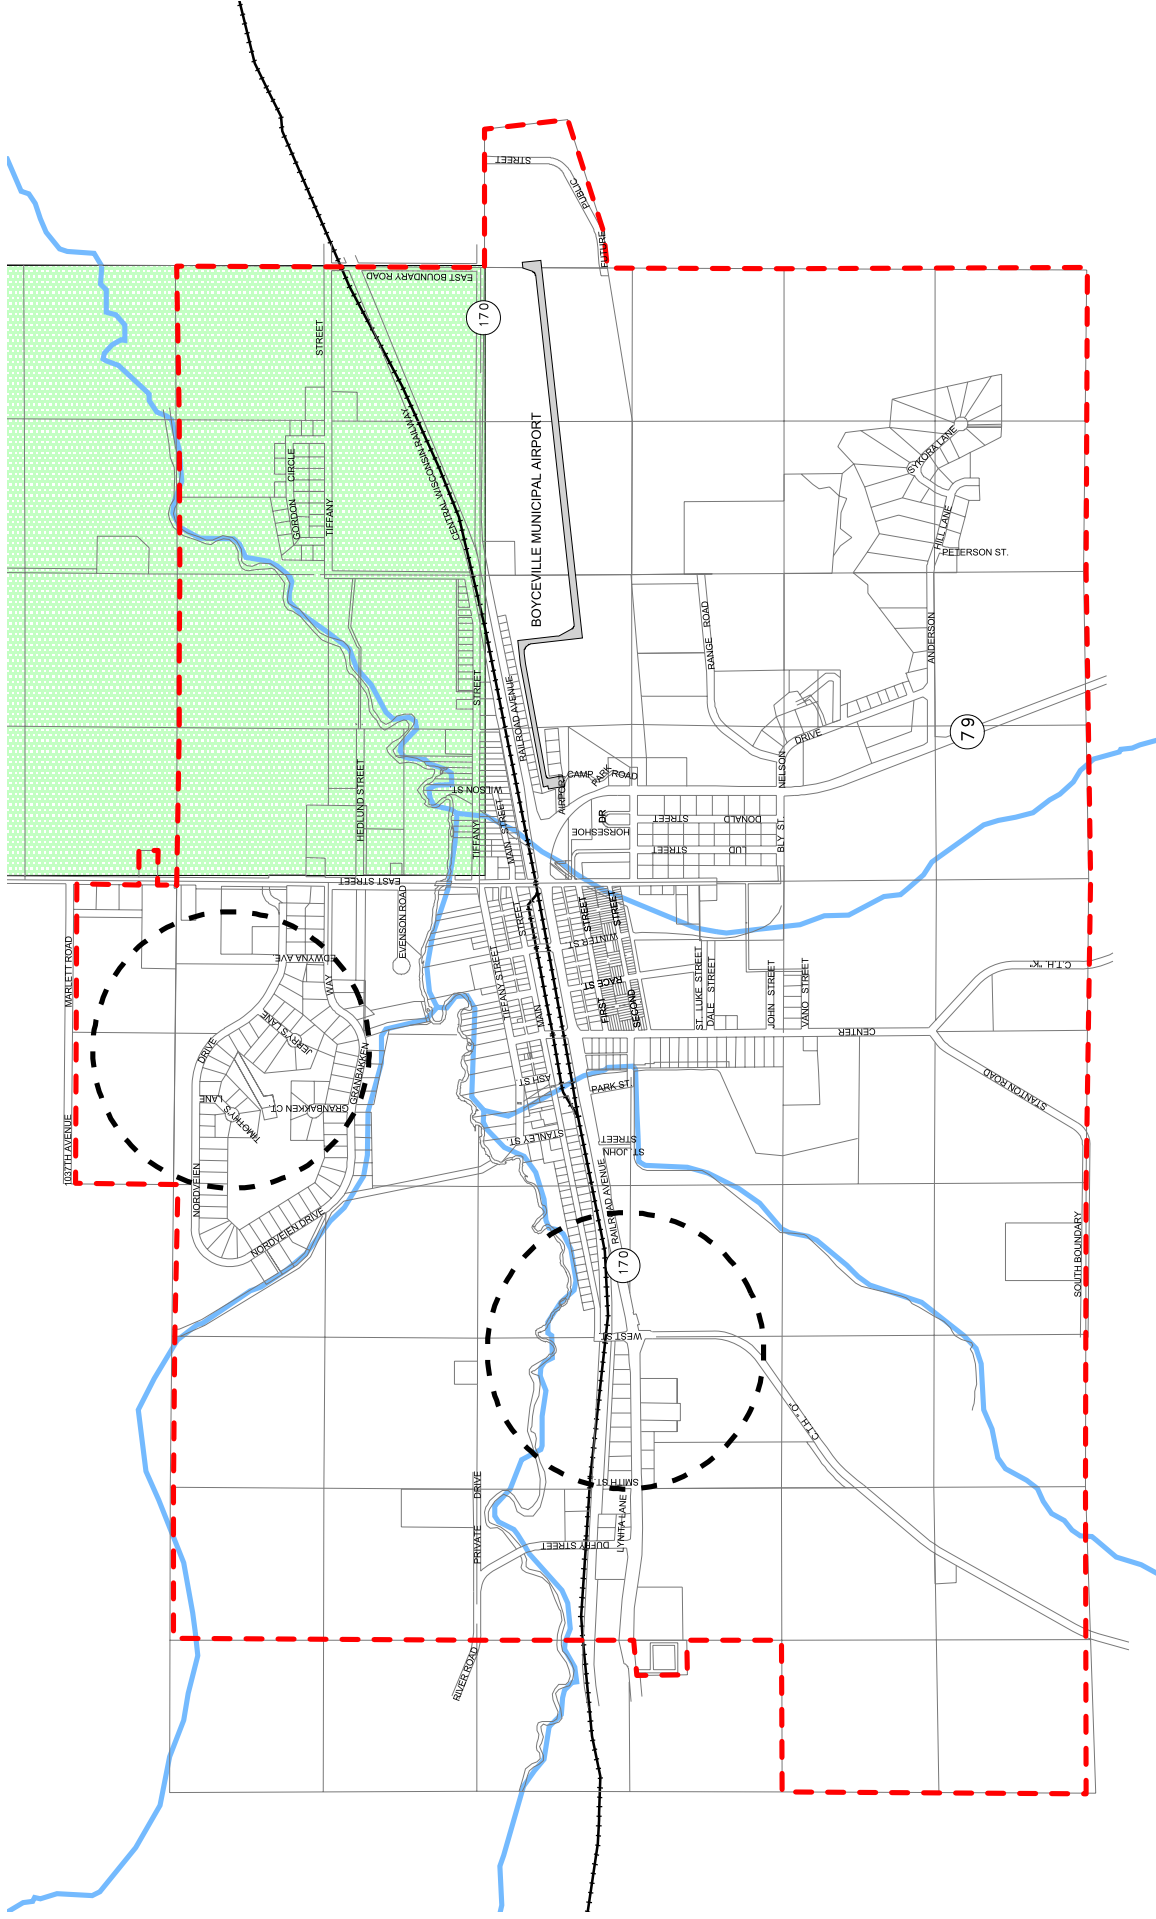 STREET
PUBLIC
FUTURE
EAST BOUNDARY ROAD
170
STREET
CENTRAL WISCONSIN RAILWAY
BOYCEVILLE MUNICIPAL AIRPORT
GORDON CIRCLE
TIFFANY
SYKORA LANE
HILL LANE
PETERSON ST.
ANDERSON
RANGE ROAD
STREET
RAILROAD AVENUE
79
DRIVE
NELSON
CAMP
PARK
ROAD
AIRPORT
WILSON ST
HEDLUND STREET
TIFFANY
MAIN STREET
DR
HORSESHOE
DONALD STREET
LUD STREET
BLY ST.
EAST STREET
EVENSON ROAD
MARLETT ROAD
EDWYNA AVE.
WAY
STREET
STREET
STREET
WINTER ST
TIFFANY STREET
MAIN
RACE ST
FIRST
SECOND
ST. LUKE STREET
DALE STREET
JOHN STREET
VANO STREET
C.T.H. "K"
CENTER
DRIVE
JERRY'S LANE
GRANBAKKEN
LANE
TIMOTHY'S
GRANBAKKEN CT.
ASH ST.
PARK ST.
STANTON ROAD
1037TH AVENUE
NORDVEIEN
STANLEY ST.
ST. JOHN STREET
NORDVEIEN DRIVE
RAILROAD AVENUE
170
SOUTH BOUNDARY
WEST ST.
C.T.H. "O"
SMITH ST.
PRIVATE DRIVE
LYNITA LANE
DUFFY STREET
RIVER ROAD